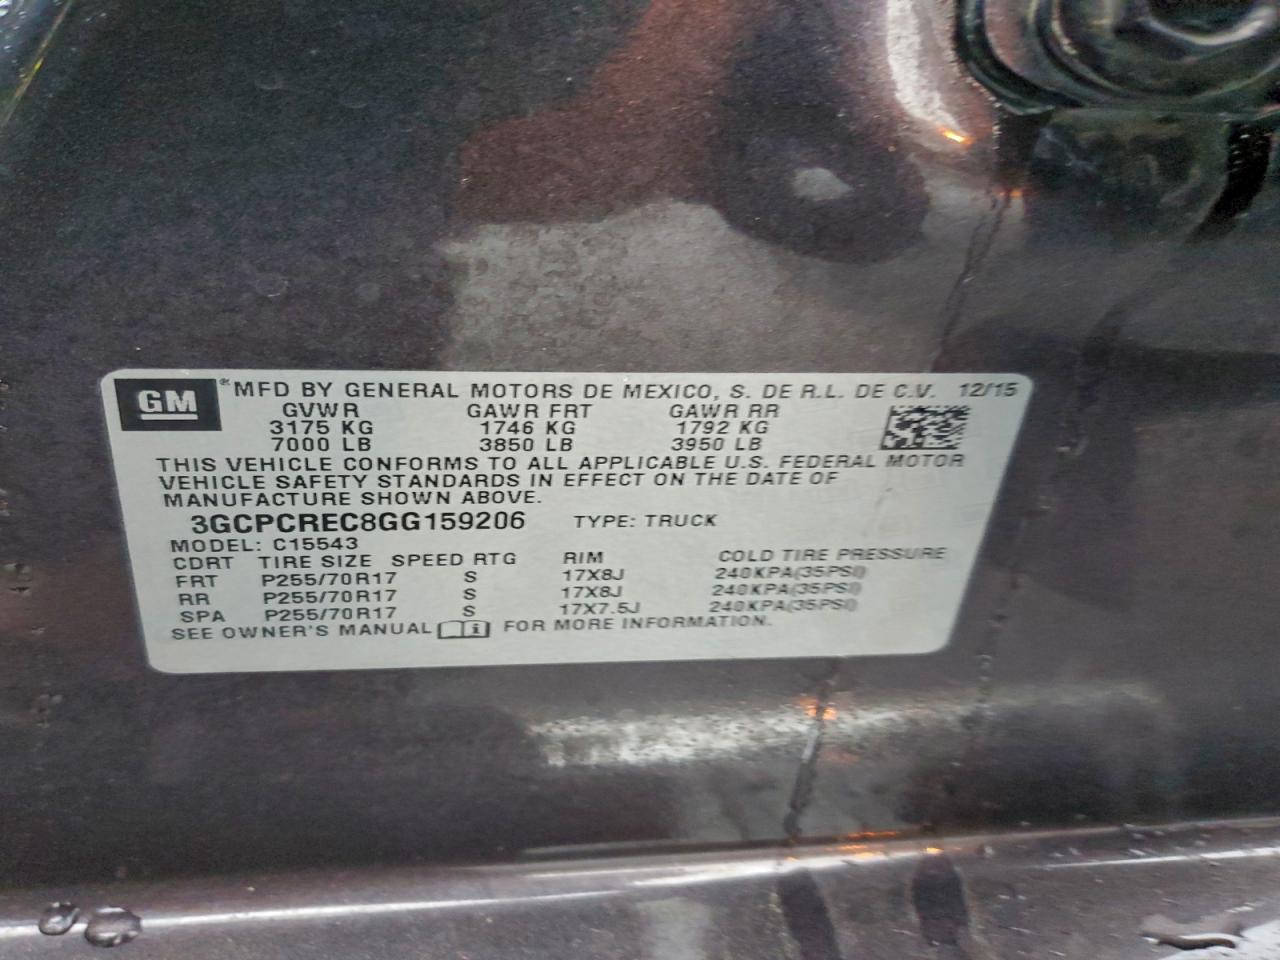 GM ® MFD BY GENERAL MOTORS DE MEXICO, S. DE R.L. DE C.V. 12/15
GVWR GAWR FRT GAWR RR
3175 KG 1746 KG 1792 KG
7000 LB 3850 LB 3950 LB
THIS VEHICLE CONFORMS TO ALL APPLICABLE U.S. FEDERAL MOTOR
VEHICLE SAFETY STANDARDS IN EFFECT ON THE DATE OF
MANUFACTURE SHOWN ABOVE.
3GCPCREC8GG159206 TYPE: TRUCK
MODEL: C15543
CDRT TIRE SIZE SPEED RTG RIM COLD TIRE PRESSURE
FRT P255/70R17 S 17X8J 240KPA(35PSI)
RR P255/70R17 S 17X8J 240KPA(35PSI)
SPA P255/70R17 S 17X7.5J 240KPA(35PSI)
SEE OWNER'S MANUAL i FOR MORE INFORMATION.